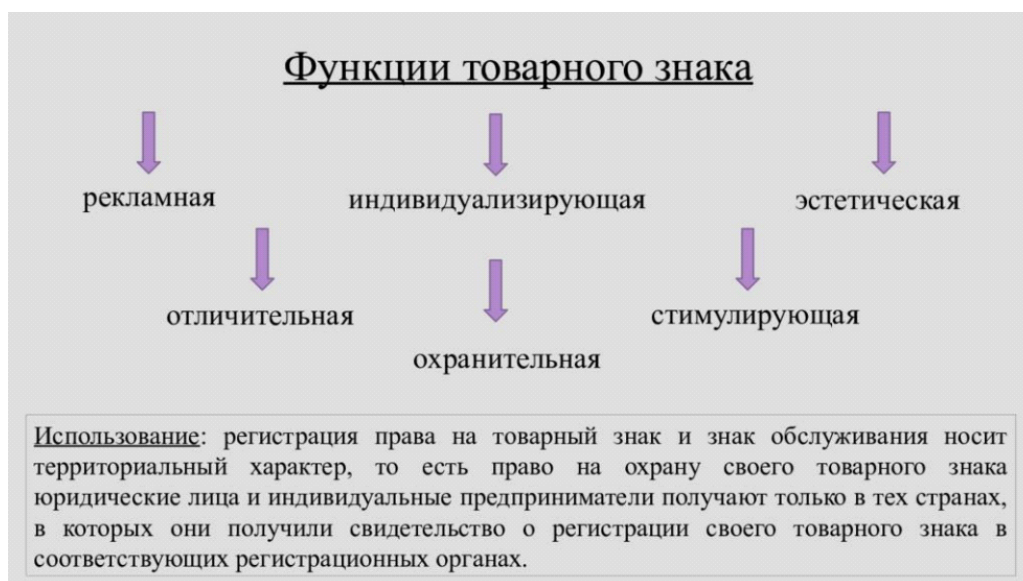 Функции товарного знака
рекламная
индивидуализирующая
эстетическая
отличительная
стимулирующая
охранительная
Использование: регистрация права на товарный знак и знак обслуживания носит
территориальный характер, то есть право на охрану своего товарного знака
юридические лица и индивидуальные предприниматели получают только в тех странах,
в которых они получили свидетельство о регистрации своего товарного знака в
соответствующих регистрационных органах.